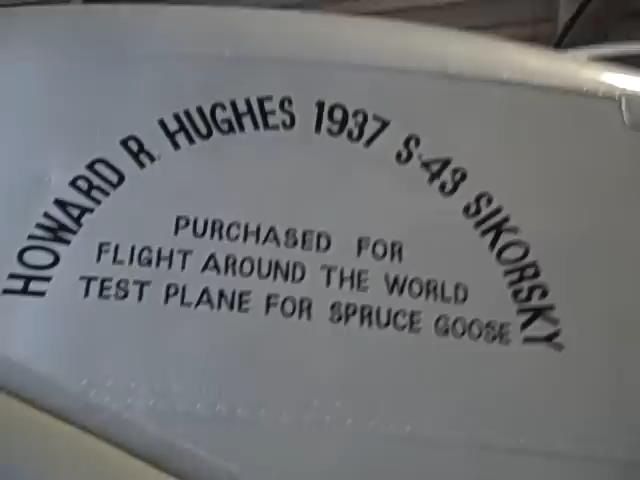 HOWARD R. HUGHES 1937 S-43 SIKORSKY
PURCHASED FOR
FLIGHT AROUND THE WORLD
TEST PLANE FOR SPRUCE GOOSE